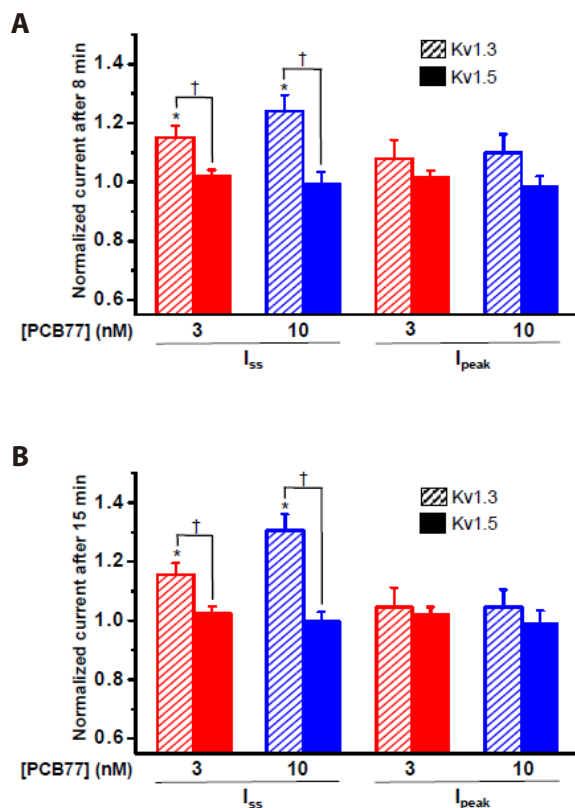 A
Normalized current after 8 min
1.4
1.2
1.0
0.8
0.6
Kv1.3
Kv1.5
†
†
*
*
[PCB77] (nM)
3
10
3
10
Iss
Ipeak
B
Normalized current after 15 min
1.4
1.2
1.0
0.8
0.6
Kv1.3
Kv1.5
†
†
*
*
[PCB77] (nM)
3
10
3
10
Iss
Ipeak